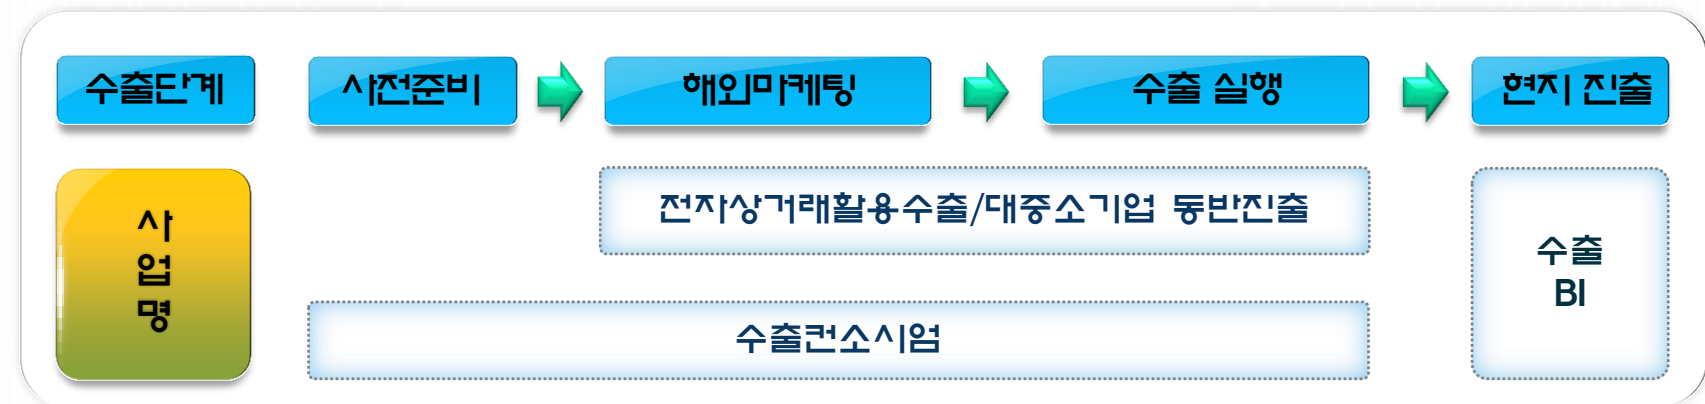 수출단계 사전준비 해외마케팅 수출 실행 현지 진출
사
업
명
전자상거래활용수출/대중소기업 동반진출
수출컨소시엄
수출
BI